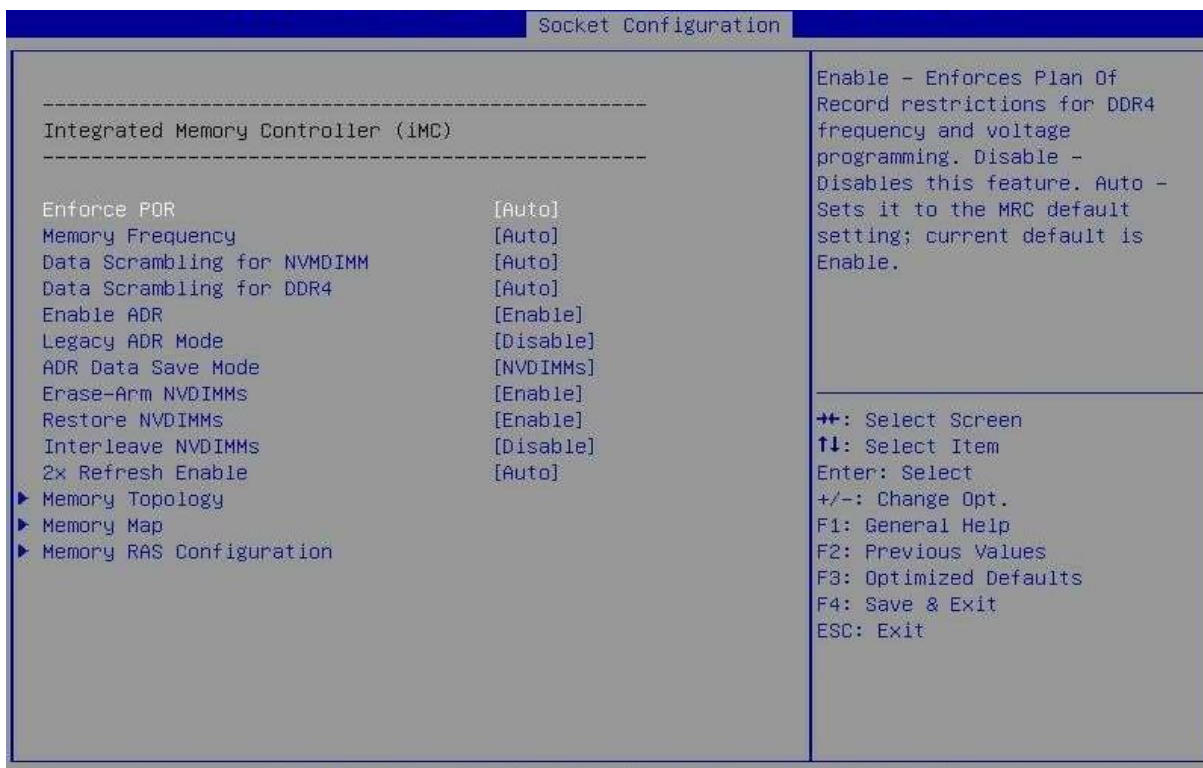 Socket Configuration
----------------------------------------------------
Integrated Memory Controller (iMC)
----------------------------------------------------
Enforce POR [Auto]
Memory Frequency [Auto]
Data Scrambling for NVMDIMM [Auto]
Data Scrambling for DDR4 [Auto]
Enable ADR [Enable]
Legacy ADR Mode [Disable]
ADR Data Save Mode [NVDIMMs]
Erase-Arm NVDIMMs [Enable]
Restore NVDIMMs [Enable]
Interleave NVDIMMs [Disable]
2x Refresh Enable [Auto]
Memory Topology
Memory Map
Memory RAS Configuration
Enable - Enforces Plan Of
Record restrictions for DDR4
frequency and voltage
programming. Disable -
Disables this feature. Auto -
Sets it to the MRC default
setting; current default is
Enable.
→←: Select Screen
↑↓: Select Item
Enter: Select
+/-: Change Opt.
F1: General Help
F2: Previous Values
F3: Optimized Defaults
F4: Save & Exit
ESC: Exit